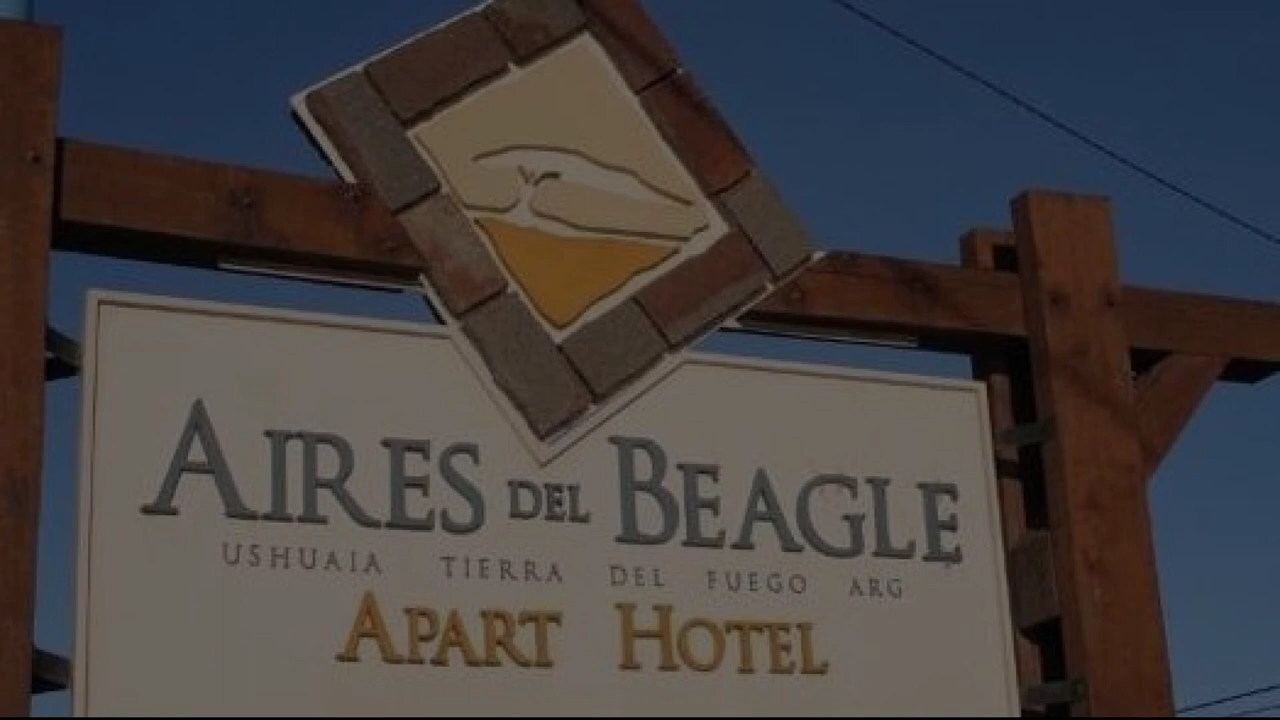 AIRES DEL BEAGLE
USHUAIA TIERRA DEL FUEGO ARG
APART HOTEL